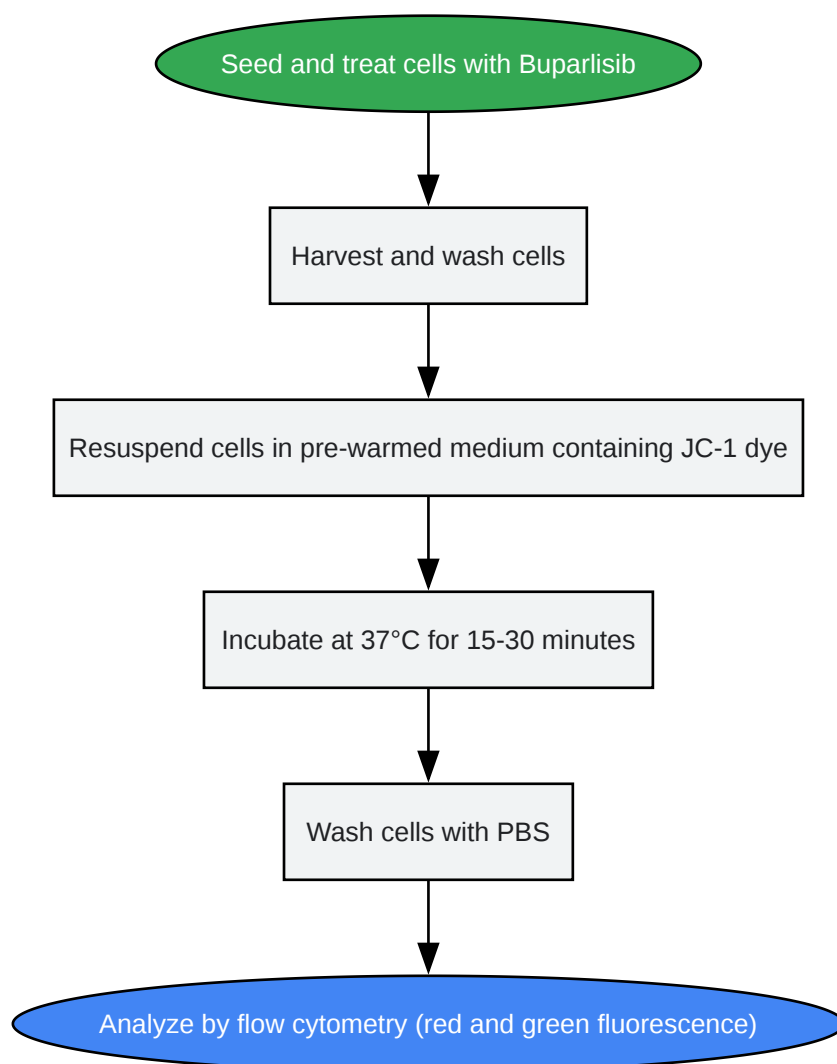 Seed and treat cells with Buparlisib
Harvest and wash cells
Resuspend cells in pre-warmed medium containing JC-1 dye
Incubate at 37°C for 15-30 minutes
Wash cells with PBS
Analyze by flow cytometry (red and green fluorescence)